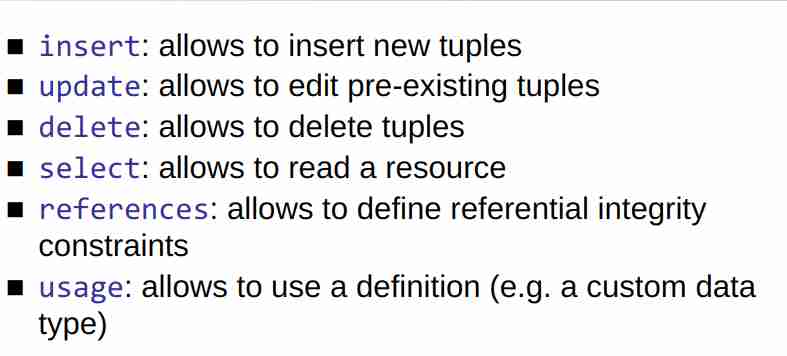 ■ insert: allows to insert new tuples
■ update: allows to edit pre-existing tuples
■ delete: allows to delete tuples
■ select: allows to read a resource
■ references: allows to define referential integrity
constraints
■ usage: allows to use a definition (e.g. a custom data
type)